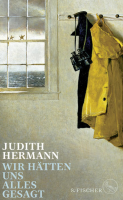 JUDITH
HERMANN
WIR HÄTTEN
UNS
ALLES
GESAGT
S. FISCHER